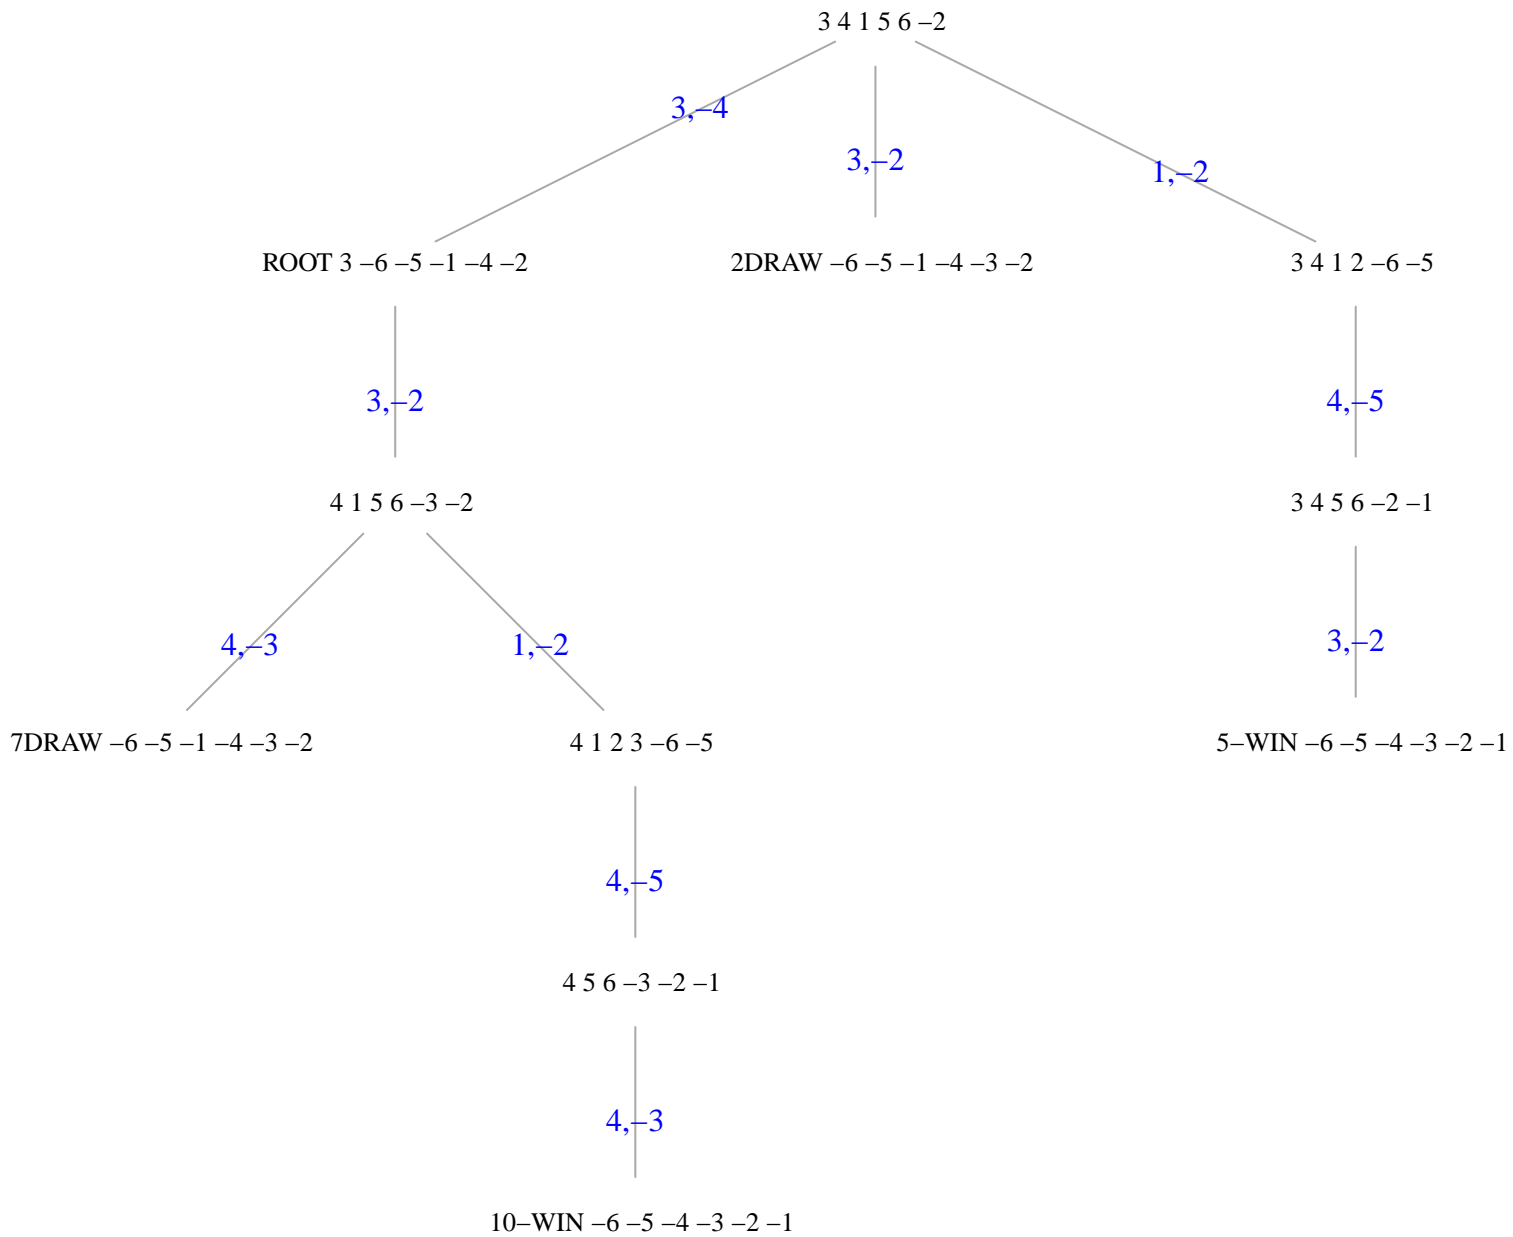 3 4 1 5 6 –2
3,–4
3,–2
1,–2
ROOT 3 –6 –5 –1 –4 –2
2DRAW –6 –5 –1 –4 –3 –2
3 4 1 2 –6 –5
3,–2
4,–5
4 1 5 6 –3 –2
3 4 5 6 –2 –1
4,–3
1,–2
3,–2
7DRAW –6 –5 –1 –4 –3 –2
4 1 2 3 –6 –5
5–WIN –6 –5 –4 –3 –2 –1
4,–5
4 5 6 –3 –2 –1
4,–3
10–WIN –6 –5 –4 –3 –2 –1